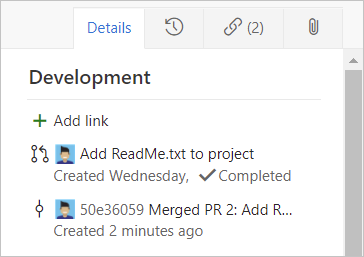 Details
(2)
Development
Add link
Add ReadMe.txt to project
Created Wednesday, Completed
50e36059 Merged PR 2: Add R...
Created 2 minutes ago